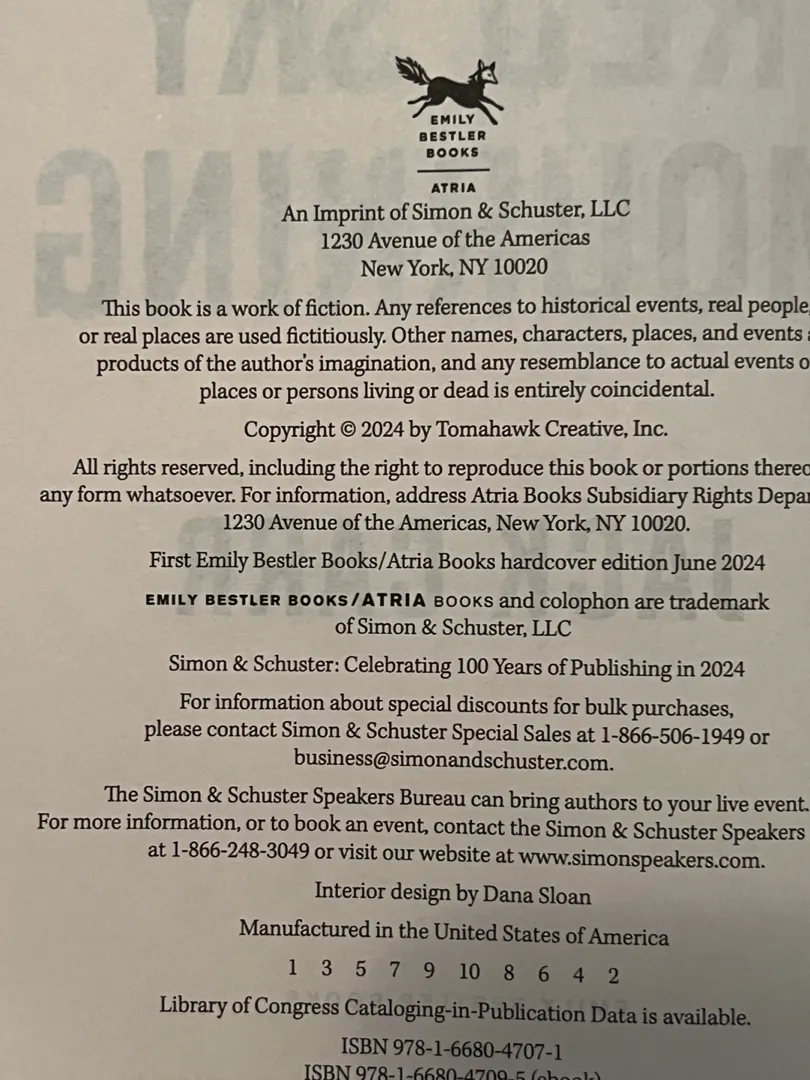 EMILY
BESTLER
BOOKS
ATRIA
An Imprint of Simon & Schuster, LLC
1230 Avenue of the Americas
New York, NY 10020
This book is a work of fiction. Any references to historical events, real people,
or real places are used fictitiously. Other names, characters, places, and events
products of the author's imagination, and any resemblance to actual events o
places or persons living or dead is entirely coincidental.
Copyright © 2024 by Tomahawk Creative, Inc.
All rights reserved, including the right to reproduce this book or portions thereo
any form whatsoever. For information, address Atria Books Subsidiary Rights Depar
1230 Avenue of the Americas, New York, NY 10020.
First Emily Bestler Books/Atria Books hardcover edition June 2024
EMILY BESTLER BOOKS/ATRIA BOOKS and colophon are trademark
of Simon & Schuster, LLC
Simon & Schuster: Celebrating 100 Years of Publishing in 2024
For information about special discounts for bulk purchases,
please contact Simon & Schuster Special Sales at 1-866-506-1949 or
business@simonandschuster.com.
The Simon & Schuster Speakers Bureau can bring authors to your live event.
For more information, or to book an event, contact the Simon & Schuster Speakers
at 1-866-248-3049 or visit our website at www.simonspeakers.com.
Interior design by Dana Sloan
Manufactured in the United States of America
1 3 5 7 9 10 8 6 4 2
Library of Congress Cataloging-in-Publication Data is available.
ISBN 978-1-6680-4707-1
ISBN 978-1-6680-4709-5 (ebook)